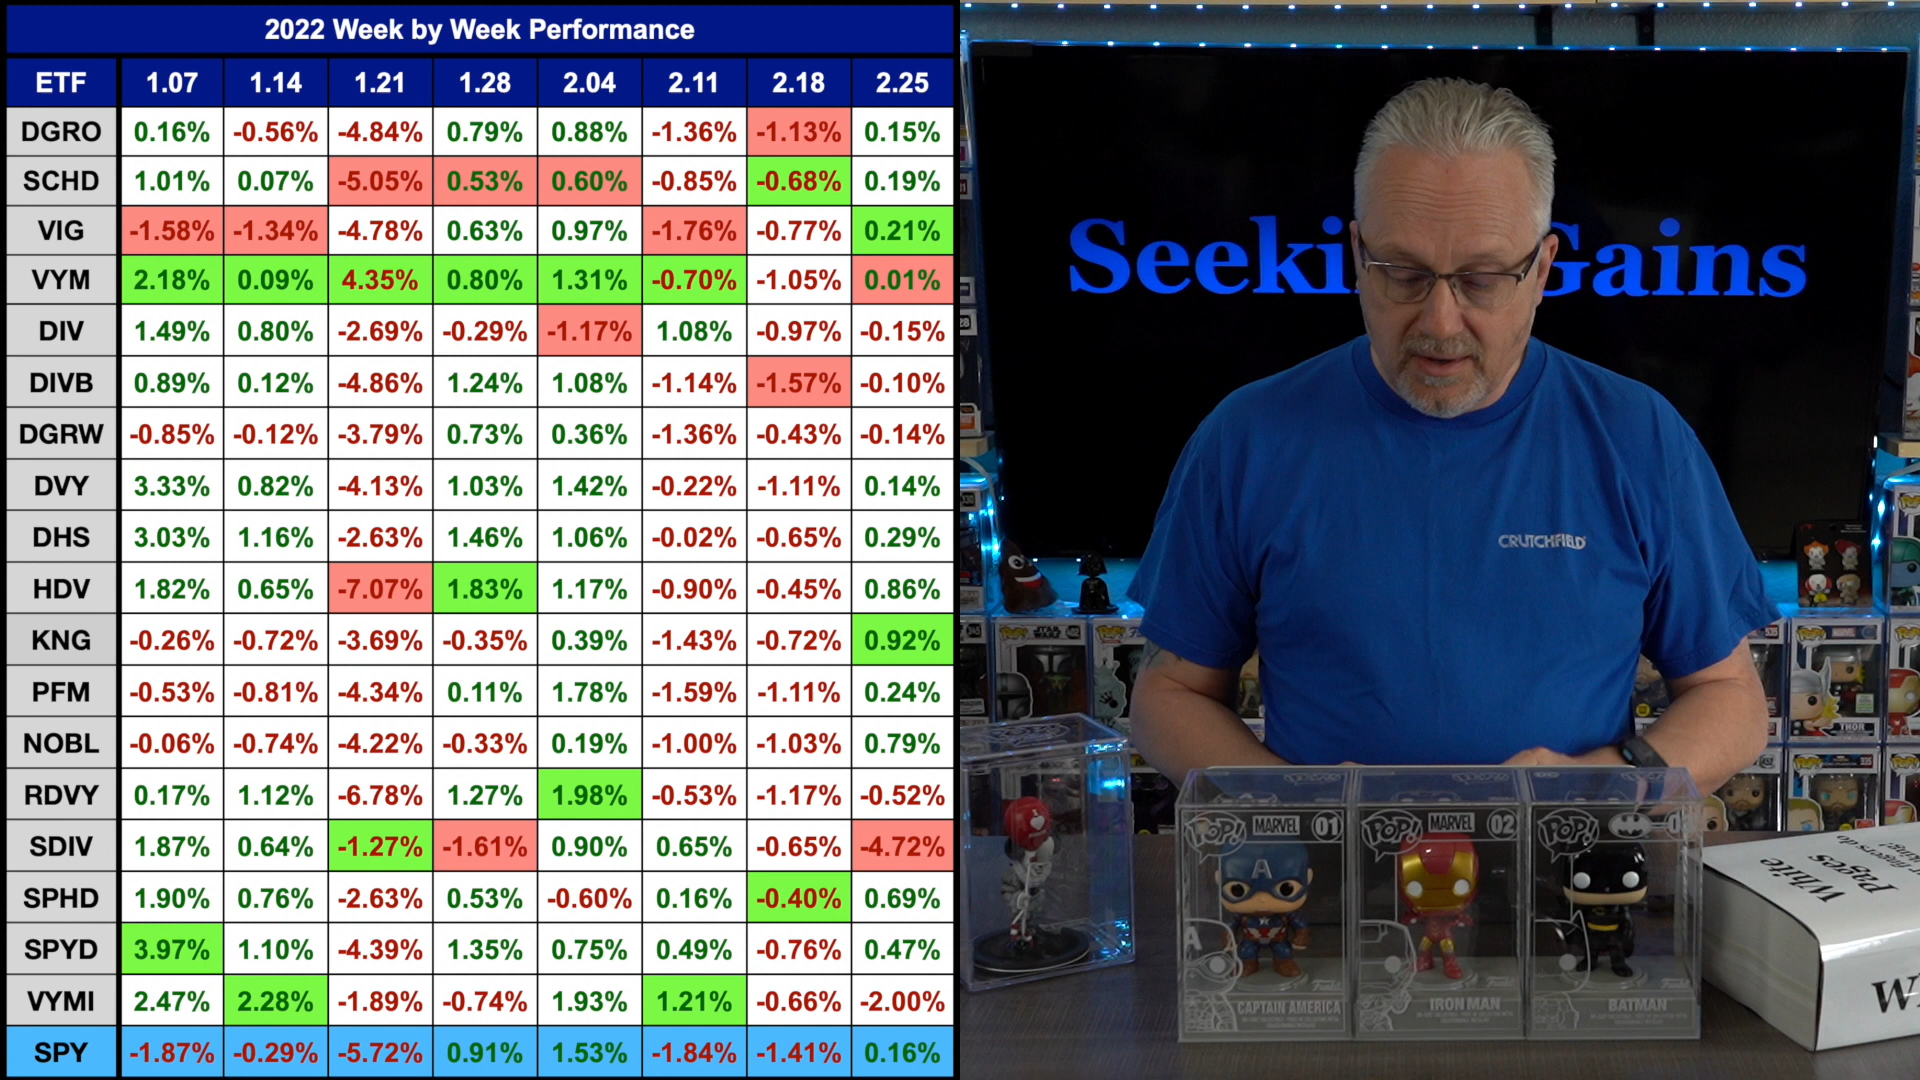 2022 Week by Week Performance
ETF 1.07 1.14 1.21 1.28 2.04 2.11 2.18 2.25
DGRO 0.16% -0.56% -4.84% 0.79% 0.88% -1.36% -1.13% 0.15%
SCHD 1.01% 0.07% -5.05% 0.53% 0.60% -0.85% -0.68% 0.19%
VIG -1.58% -1.34% -4.78% 0.63% 0.97% -1.76% -0.77% 0.21%
VYM 2.18% 0.09% 4.35% 0.80% 1.31% -0.70% -1.05% 0.01%
DIV 1.49% 0.80% -2.69% -0.29% -1.17% 1.08% -0.97% -0.15%
DIVB 0.89% 0.12% -4.86% 1.24% 1.08% -1.14% -1.57% -0.10%
DGRW -0.85% -0.12% -3.79% 0.73% 0.36% -1.36% -0.43% -0.14%
DVY 3.33% 0.82% -4.13% 1.03% 1.42% -0.22% -1.11% 0.14%
DHS 3.03% 1.16% -2.63% 1.46% 1.06% -0.02% -0.65% 0.29%
HDV 1.82% 0.65% -7.07% 1.83% 1.17% -0.90% -0.45% 0.86%
KNG -0.26% -0.72% -3.69% -0.35% 0.39% -1.43% -0.72% 0.92%
PFM -0.53% -0.81% -4.34% 0.11% 1.78% -1.59% -1.11% 0.24%
NOBL -0.06% -0.74% -4.22% -0.33% 0.19% -1.00% -1.03% 0.79%
RDVY 0.17% 1.12% -6.78% 1.27% 1.98% -0.53% -1.17% -0.52%
SDIV 1.87% 0.64% -1.27% -1.61% 0.90% 0.65% -0.65% -4.72%
SPHD 1.90% 0.76% -2.63% 0.53% -0.60% 0.16% -0.40% 0.69%
SPYD 3.97% 1.10% -4.39% 1.35% 0.75% 0.49% -0.76% 0.47%
VYMI 2.47% 2.28% -1.89% -0.74% 1.93% 1.21% -0.66% -2.00%
SPY -1.87% -0.29% -5.72% 0.91% 1.53% -1.84% -1.41% 0.16%
Seeki Gains
CRUTCHFIELD
STAR WARS
MARVEL
THOR
POP! MARVEL 01
CAPTAIN AMERICA
POP! MARVEL 02
IRON MAN
POP!
BATMAN
White
Pages
W